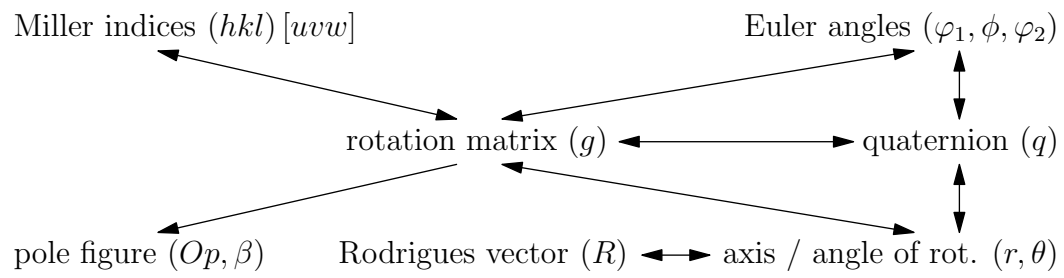 Miller indices (hkl) [uvw] Euler angles (φ₁, ϕ, φ₂)
rotation matrix (g) quaternion (q)
pole figure (Op, β) Rodrigues vector (R) axis / angle of rot. (r, θ)